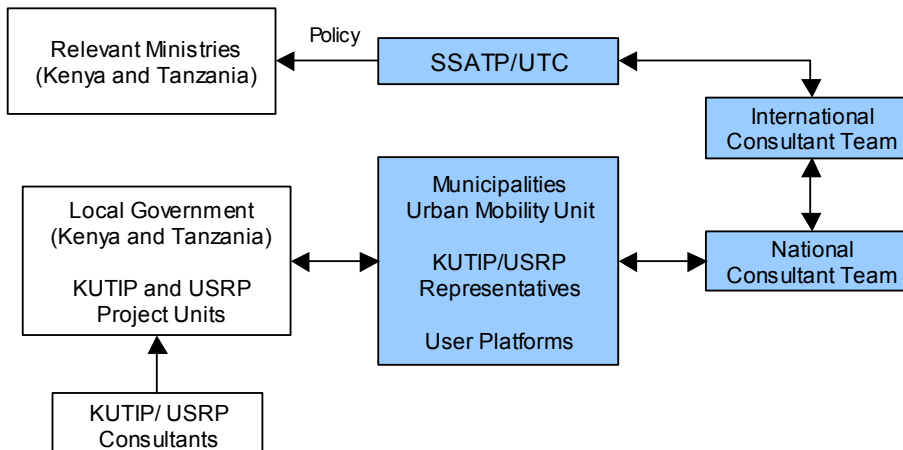 Relevant Ministries
(Kenya and Tanzania)
Policy
SSATP/UTC
International
Consultant Team
Local Government
(Kenya and Tanzania)
KUTIP and USRP
Project Units
Municipalities
Urban Mobility Unit
KUTIP/USRP
Representatives
User Platforms
National
Consultant Team
KUTIP/ USRP
Consultants